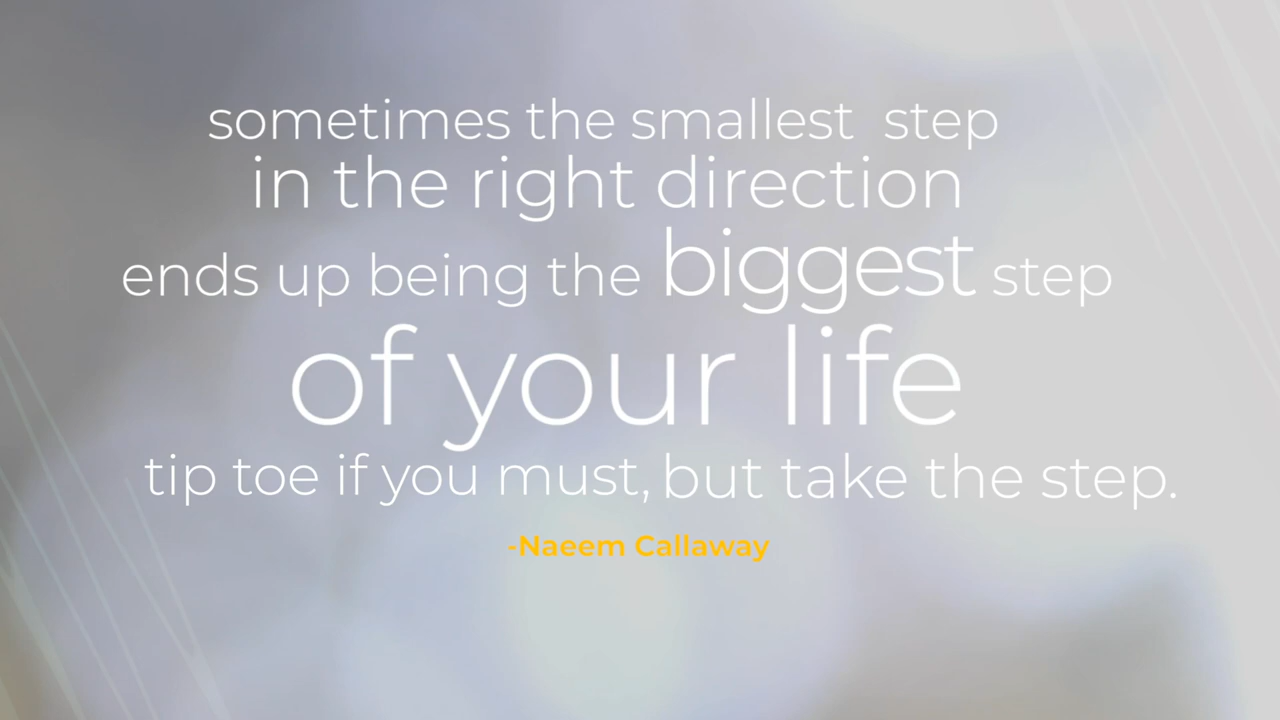 sometimes the smallest step
in the right direction
ends up being the biggest step
of your life
tip toe if you must, but take the step.
-Naeem Callaway